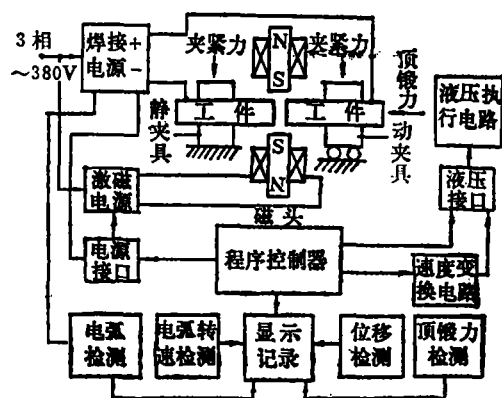 3相
～380V
焊接+
电源-
夹紧力
N
S
夹紧力
顶锻力
液压执
行电路
工件
工件
静夹具
动夹具
激磁
电源
S
N
磁头
液压
接口
电源
接口
程序控制器
速度变
换电路
电弧
检测
电弧转
速检测
显示
记录
位移
检测
顶锻力
检测